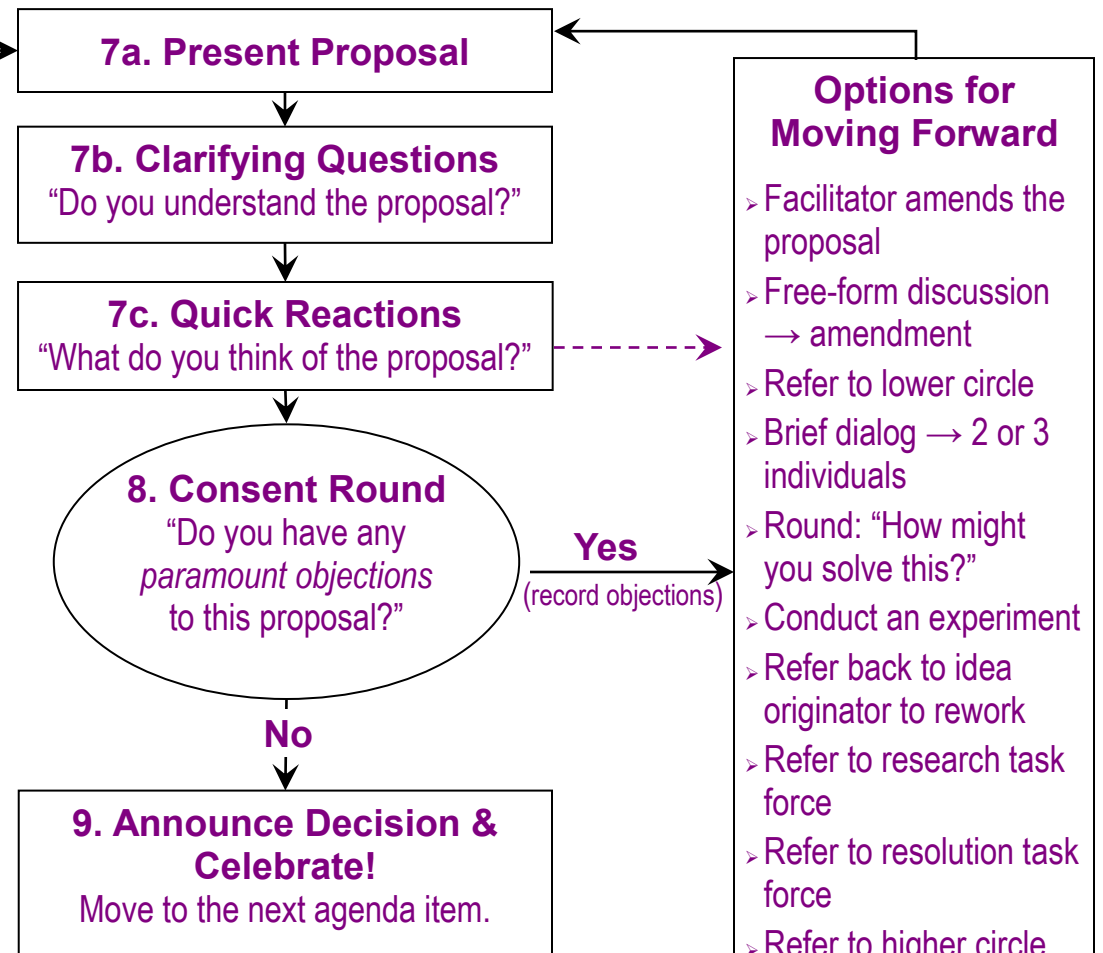 7a. Present Proposal
7b. Clarifying Questions
“Do you understand the proposal?”
7c. Quick Reactions
“What do you think of the proposal?”
8. Consent Round
“Do you have any
paramount objections
to this proposal?”
Yes
(record objections)
No
9. Announce Decision &
Celebrate!
Move to the next agenda item.
Options for
Moving Forward
➢ Facilitator amends the
proposal
➢ Free-form discussion
→ amendment
➢ Refer to lower circle
➢ Brief dialog → 2 or 3
individuals
➢ Round: “How might
you solve this?”
➢ Conduct an experiment
➢ Refer back to idea
originator to rework
➢ Refer to research task
force
➢ Refer to resolution task
force
➢ Refer to higher circle